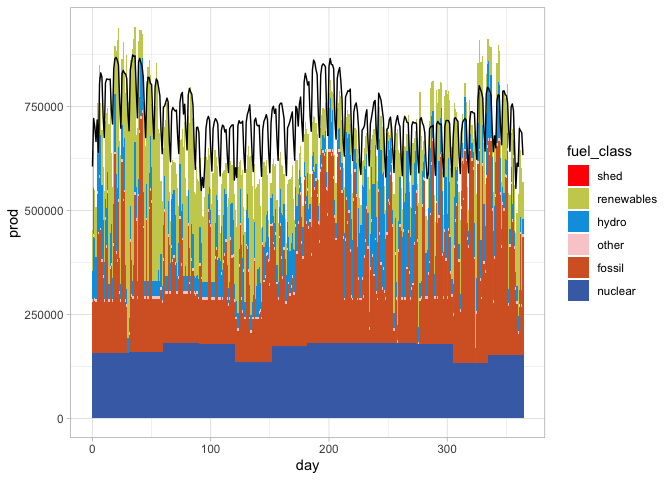 750000
500000
250000
0
prod
0
100
200
300
day
fuel_class
shed
renewables
hydro
other
fossil
nuclear